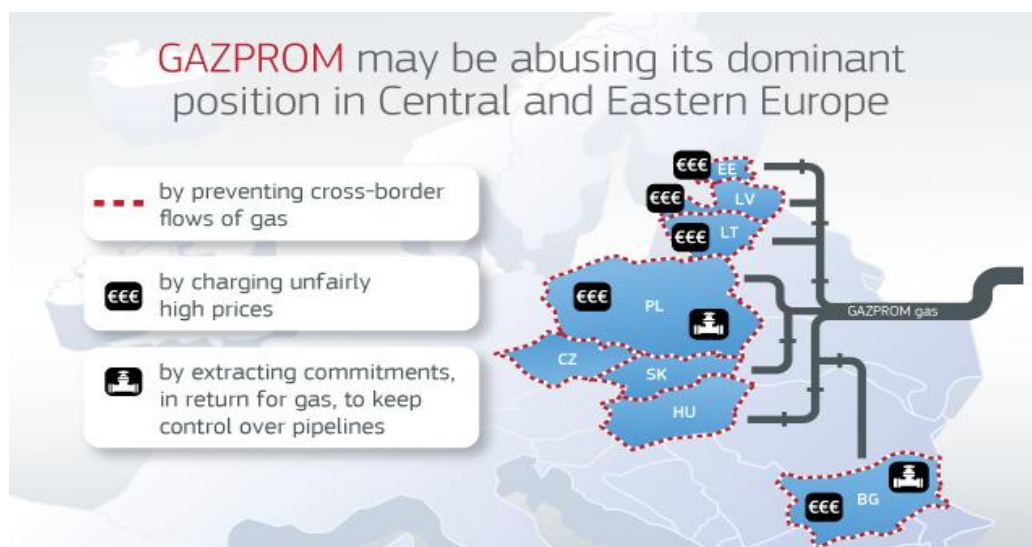 GAZPROM may be abusing its dominant
position in Central and Eastern Europe
by preventing cross-border
flows of gas
€€€
by charging unfairly
high prices
by extracting commitments,
in return for gas, to keep
control over pipelines
€€€
EE
€€€
LV
€€€
LT
€€€
PL
GAZPROM gas
CZ
SK
HU
€€€
BG